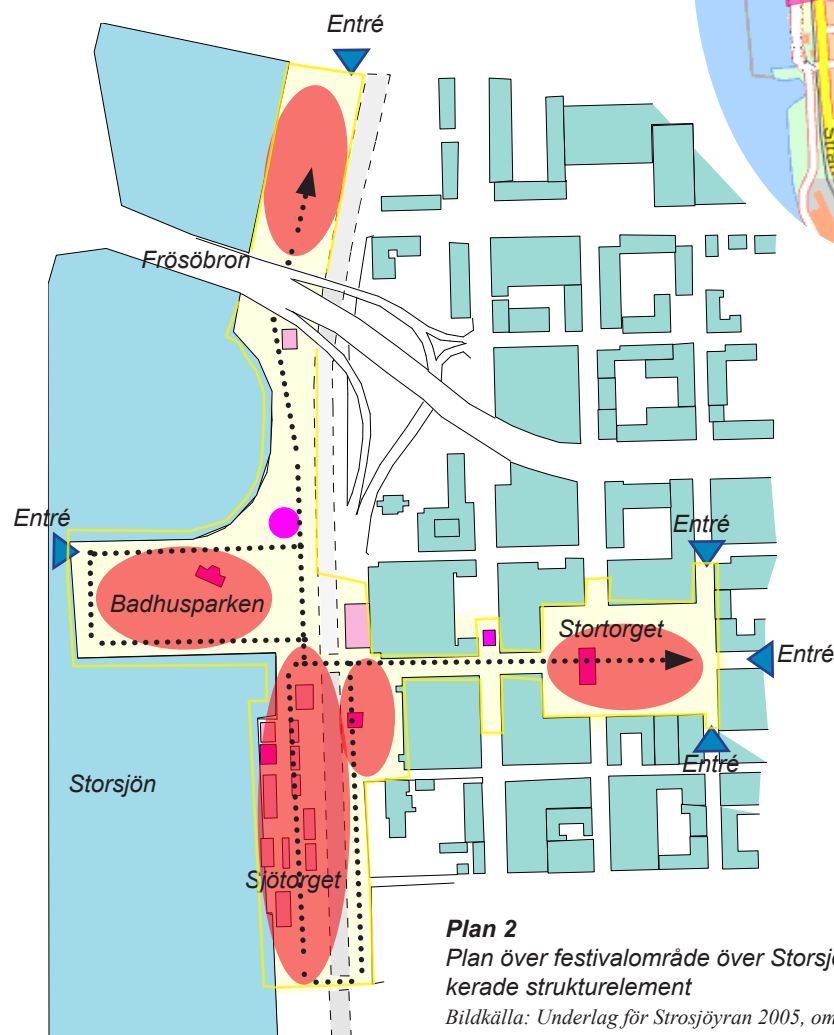 Entré
Frösöbron
Entré
Entré
Badhusparken
Stortorget
Entré
Storsjön
Entré
Sjötorget
Plan 2
Plan över festivalområde över Storsjö
kerade strukturelement
Bildkälla: Underlag för Strosjöyran 2005, om